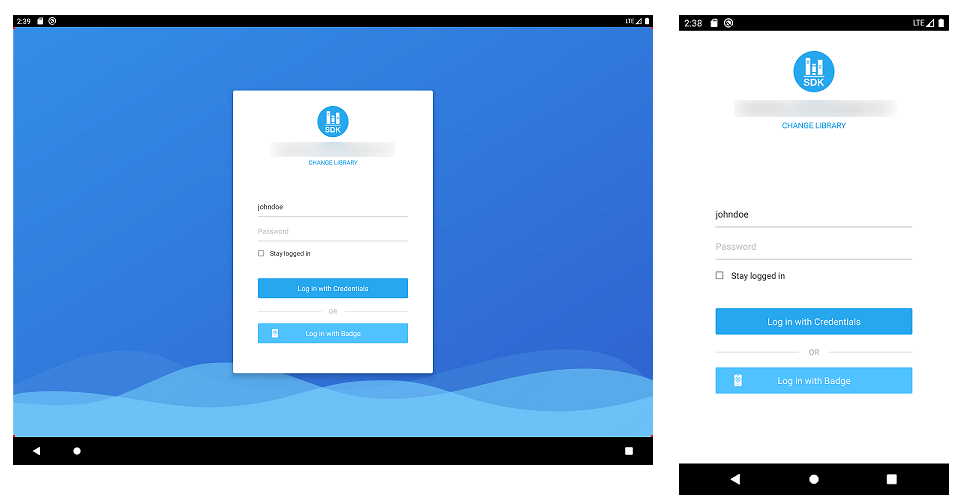 2:39
LTE
SDK
CHANGE LIBRARY
johndoe
Password
Stay logged in
Log in with Credentials
OR
Log in with Badge
2:38
LTE
SDK
CHANGE LIBRARY
johndoe
Password
Stay logged in
Log in with Credentials
OR
Log in with Badge